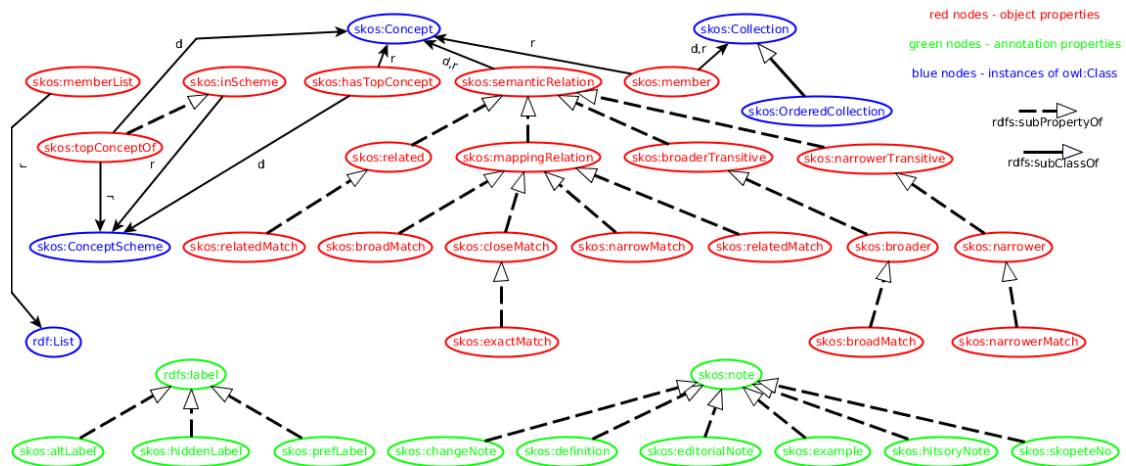 red nodes - object properties
green nodes - annotation properties
blue nodes - instances of owl:Class
rdfs:subPropertyOf
rdfs:subClassOf
skos:Concept
skos:Collection
d
r
r
d,r
d,r
skos:memberList
skos:inScheme
skos:hasTopConcept
skos:semanticRelation
skos:member
skos:OrderedCollection
skos:topConceptOf
skos:related
skos:mappingRelation
skos:broaderTransitive
skos:narrowerTransitive
r
r
r
d
skos:ConceptScheme
skos:relatedMatch
skos:broadMatch
skos:closeMatch
skos:narrowMatch
skos:relatedMatch
skos:broader
skos:narrower
rdf:List
skos:exactMatch
skos:broadMatch
skos:narrowerMatch
rdfs:label
skos:note
skos:altLabel
skos:hiddenLabel
skos:prefLabel
skos:changeNote
skos:definition
skos:editorialNote
skos:example
skos:hitsoryNote
skos:skopeteNo